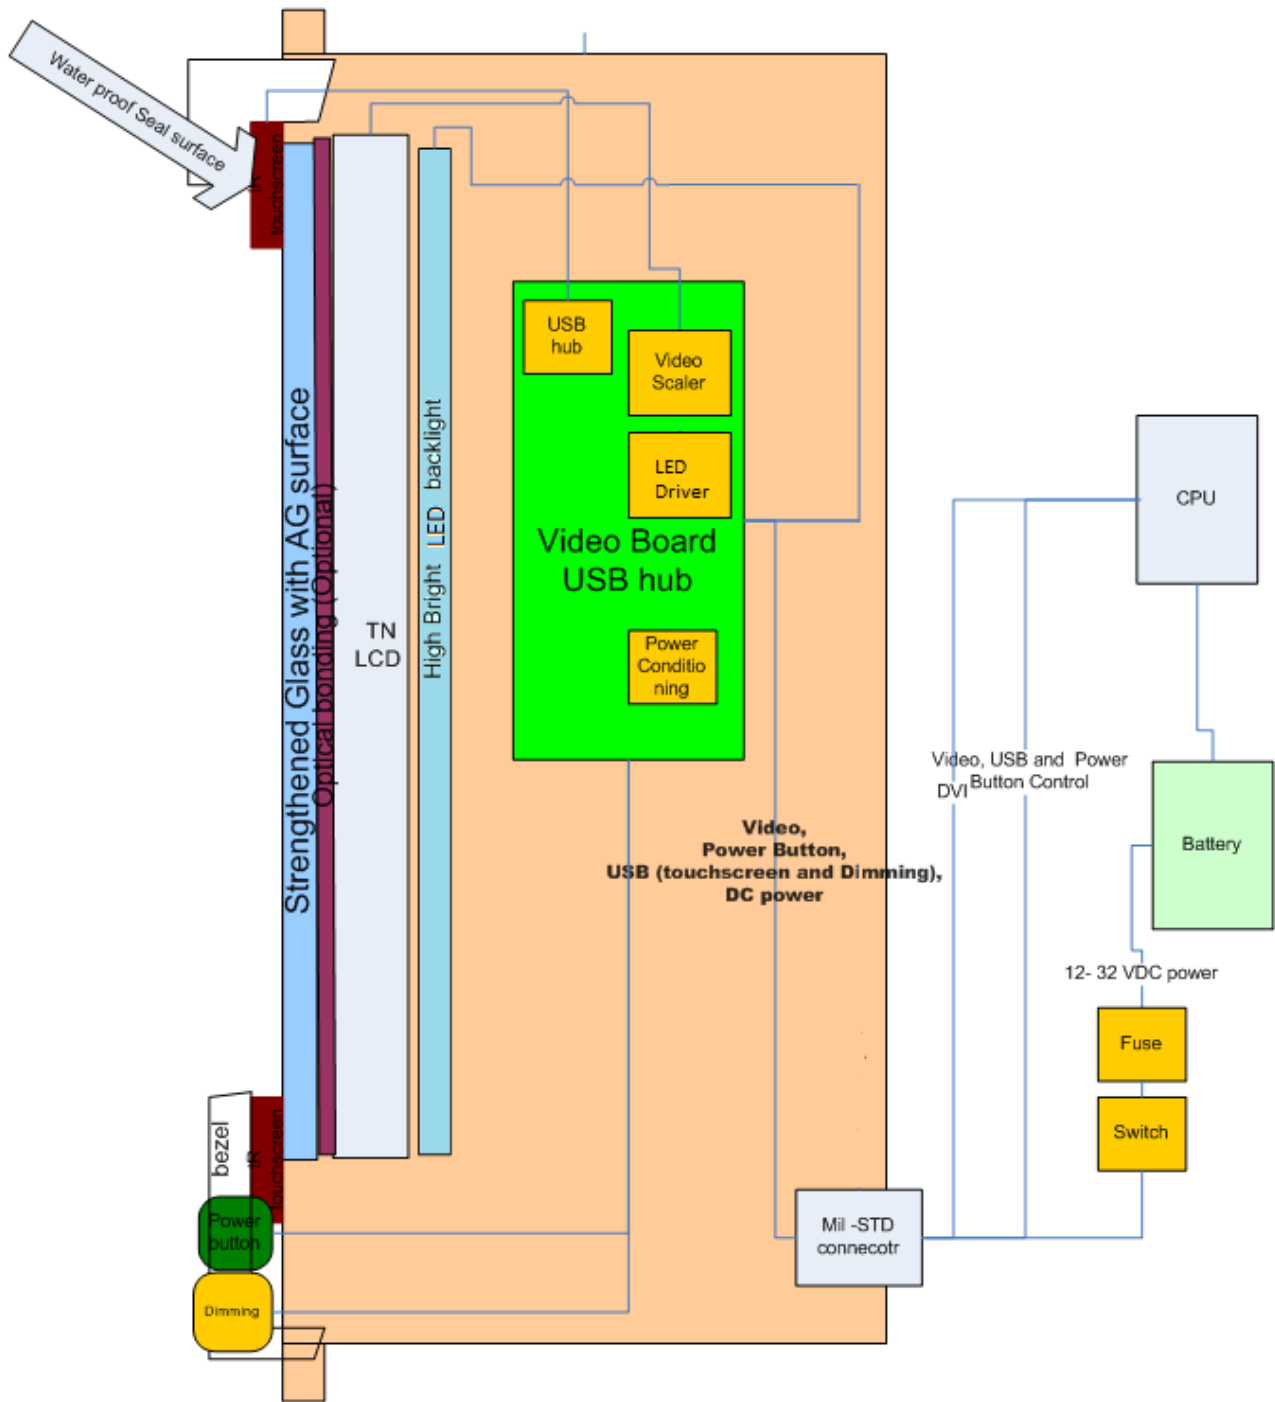 Water proof Seal surface
IR
touchscreen
USB
hub
Video
Scaler
LED
Driver
Video Board
USB hub
Power
Conditio
ning
Strengthened Glass with AG surface
Optical bonding (Optional)
TN
LCD
High Bright LED backlight
CPU
Video, USB and Power
Button Control
DVI
Battery
Video,
Power Button,
USB (touchscreen and Dimming),
DC power
12- 32 VDC power
Fuse
Switch
bezel
IR
touchscreen
Power
button
Dimming
Mil -STD
connecotr